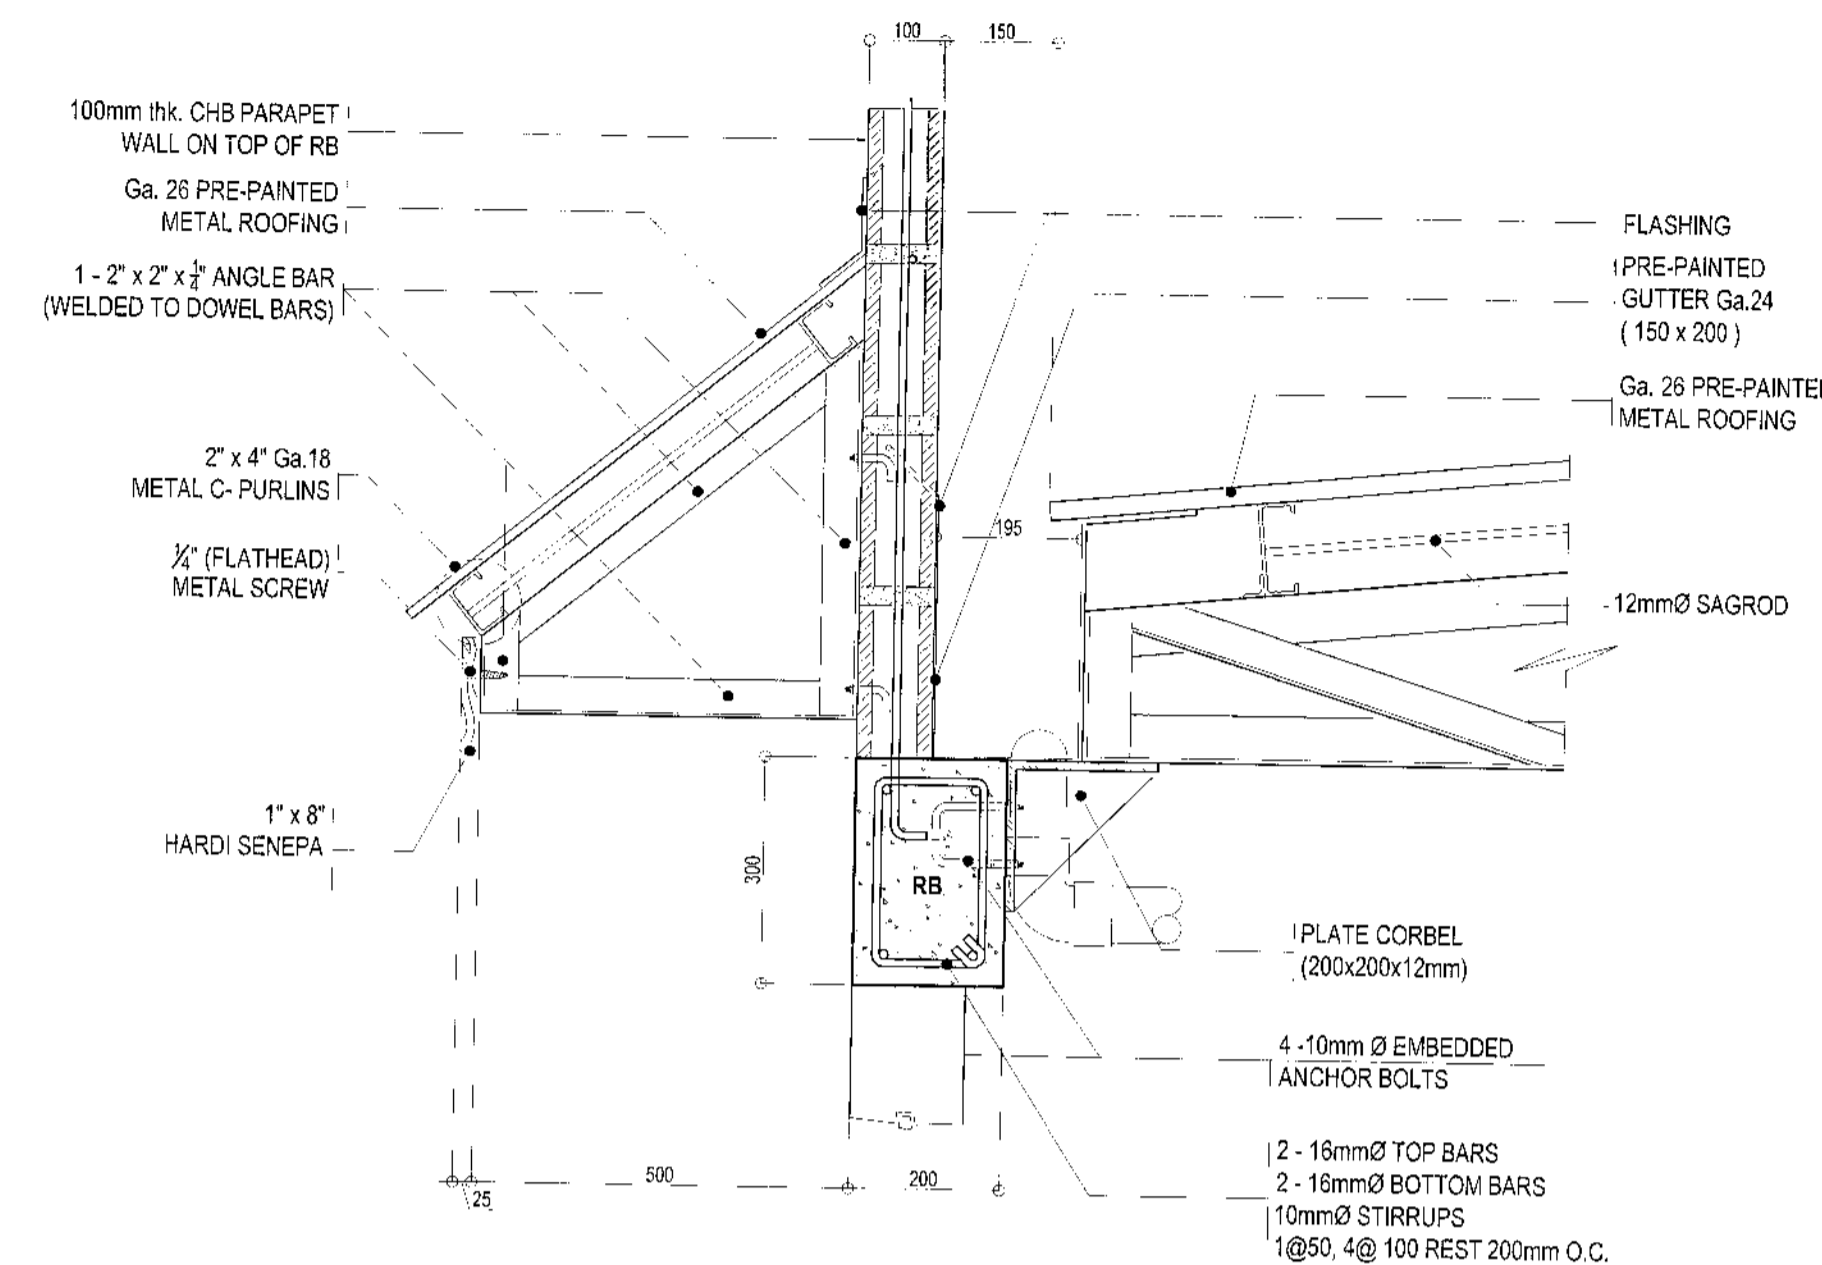 100
150
100mm thk. CHB PARAPET
WALL ON TOP OF RB
Ga. 26 PRE-PAINTED
METAL ROOFING
1 - 2" x 2" x 1/4" ANGLE BAR
(WELDED TO DOWEL BARS)
2" x 4" Ga.18
METAL C- PURLINS
1/4" (FLATHEAD)
METAL SCREW
1" x 8"
HARDI SENEPA
FLASHING
PRE-PAINTED
GUTTER Ga.24
( 150 x 200 )
Ga. 26 PRE-PAINTE
METAL ROOFING
195
12mmØ SAGROD
300
RB
PLATE CORBEL
(200x200x12mm)
4 -10mm Ø EMBEDDED
ANCHOR BOLTS
2 - 16mmØ TOP BARS
2 - 16mmØ BOTTOM BARS
10mmØ STIRRUPS
1@50, 4@ 100 REST 200mm O.C.
25
500
200